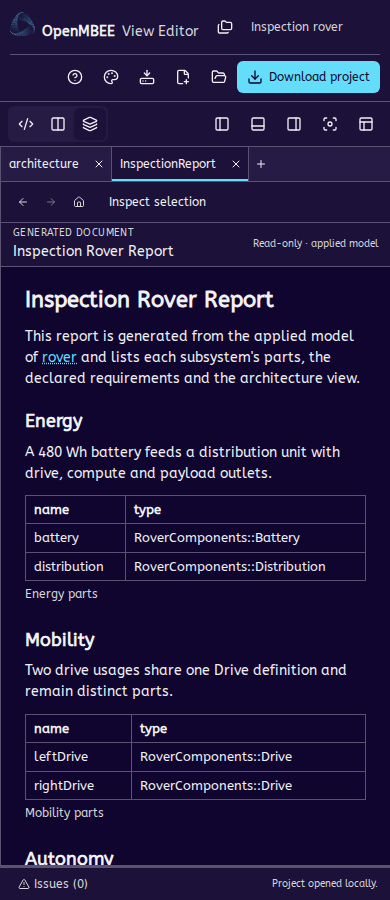 OpenMBEE View Editor
Inspection rover
Download project
architecture
InspectionReport
Inspect selection
GENERATED DOCUMENT
Inspection Rover Report
Read-only · applied model
Inspection Rover Report
This report is generated from the applied model
of rover and lists each subsystem's parts, the
declared requirements and the architecture view.
Energy
A 480 Wh battery feeds a distribution unit with
drive, compute and payload outlets.
name type
battery RoverComponents::Battery
distribution RoverComponents::Distribution
Energy parts
Mobility
Two drive usages share one Drive definition and
remain distinct parts.
name type
leftDrive RoverComponents::Drive
rightDrive RoverComponents::Drive
Mobility parts
Autonomy
Issues (0)
Project opened locally.